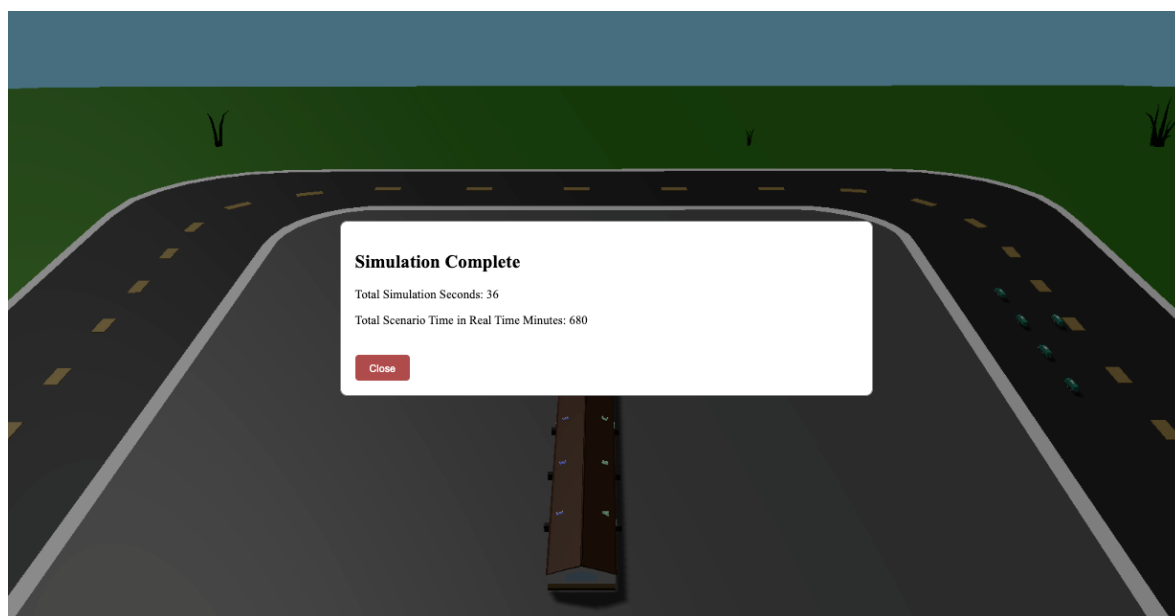 Simulation Complete
Total Simulation Seconds: 36
Total Scenario Time in Real Time Minutes: 680
Close